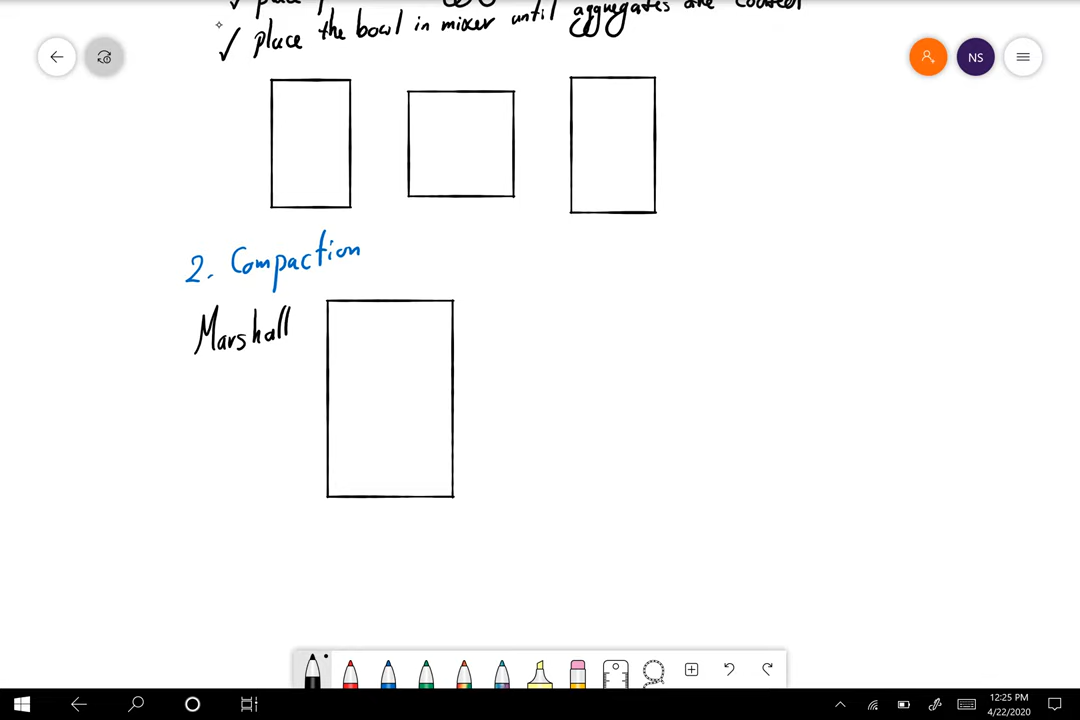 ✓ place
✓ place the bowl in mixer until aggregates are coated
NS
2. Compaction
Marshall
12:25 PM
4/22/2020